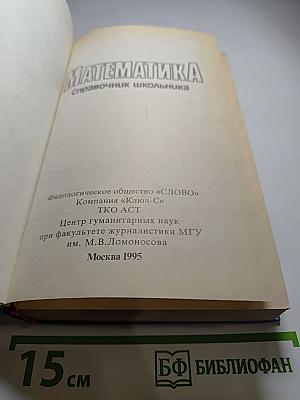 МАТЕМАТИКА
Справочник школьника
Филологическое общество «СЛОВО»
Компания «Ключ-С»
ТКО АСТ
Центр гуманитарных наук
при факультете журналистики МГУ
им. М.В.Ломоносова
Москва 1995
15 см
БФ БИБЛИОФАН